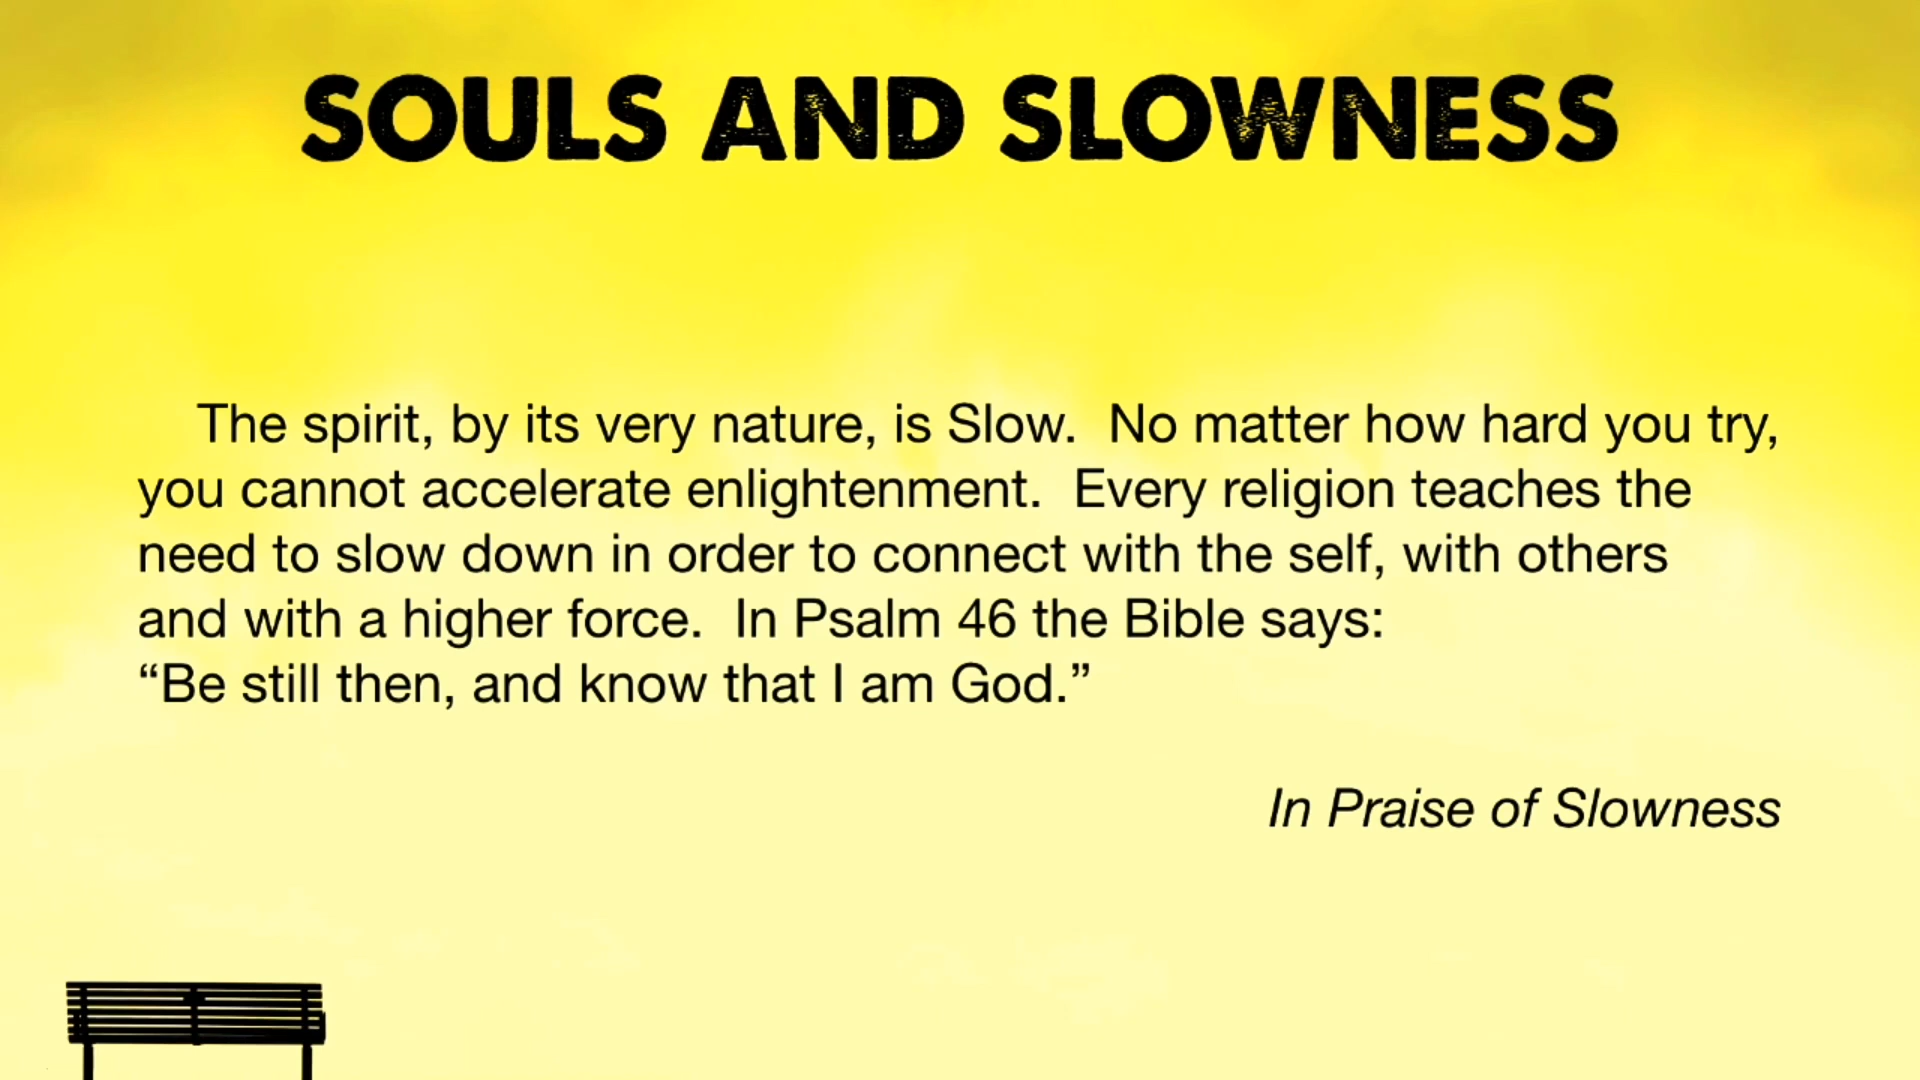 SOULS AND SLOWNESS
The spirit, by its very nature, is Slow.  No matter how hard you try,
you cannot accelerate enlightenment.  Every religion teaches the
need to slow down in order to connect with the self, with others
and with a higher force.  In Psalm 46 the Bible says:
“Be still then, and know that I am God.”
In Praise of Slowness